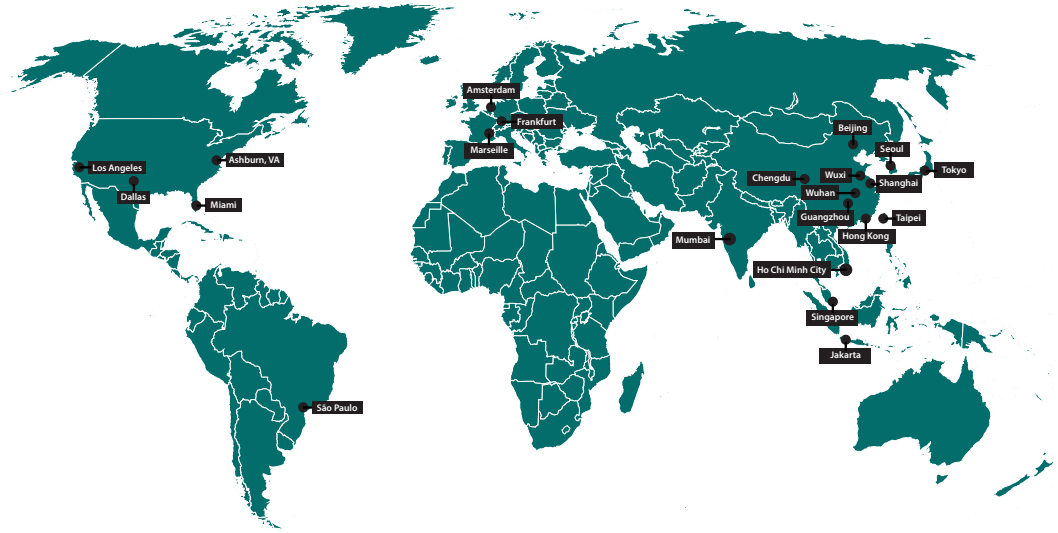 Amsterdam
Frankfurt
Marseille
Beijing
Seoul
Los Angeles
Ashburn, VA
Tokyo
Chengdu
Wuxi
Shanghai
Dallas
Wuhan
Miami
Guangzhou
Taipei
Hong Kong
Mumbai
Ho Chi Minh City
Singapore
Jakarta
São Paulo